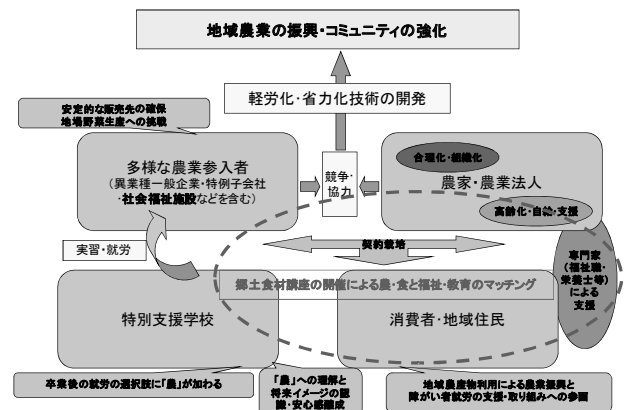 地域農業の振興・コミュニティの強化
軽労化・省力化技術の開発
安定的な販売先の確保
地場野菜生産への挑戦
多様な農業参入者
(異業種一般企業・特例子会社
・社会福祉施設などを含む)
競争・
協力
合理化・組織化
農家・農業法人
高齢化・自給・支援
実習・就労
契約栽培
専門家
(福祉職・
栄養士等)
による
支援
郷土食材講座の開催による農・食と福祉・教育のマッチング
特別支援学校
消費者・地域住民
卒業後の就労の選択肢に「農」が加わる
「農」への理解と
将来イメージの認
識・安心感醸成
地域農産物利用による農業振興と
障がい者就労の支援・取り組みへの参画